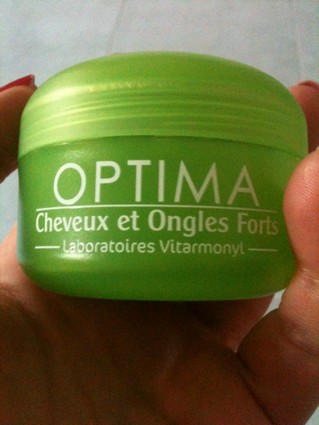 OPTIMA
Cheveux et Ongles Forts
Laboratoires Vitarmonyl